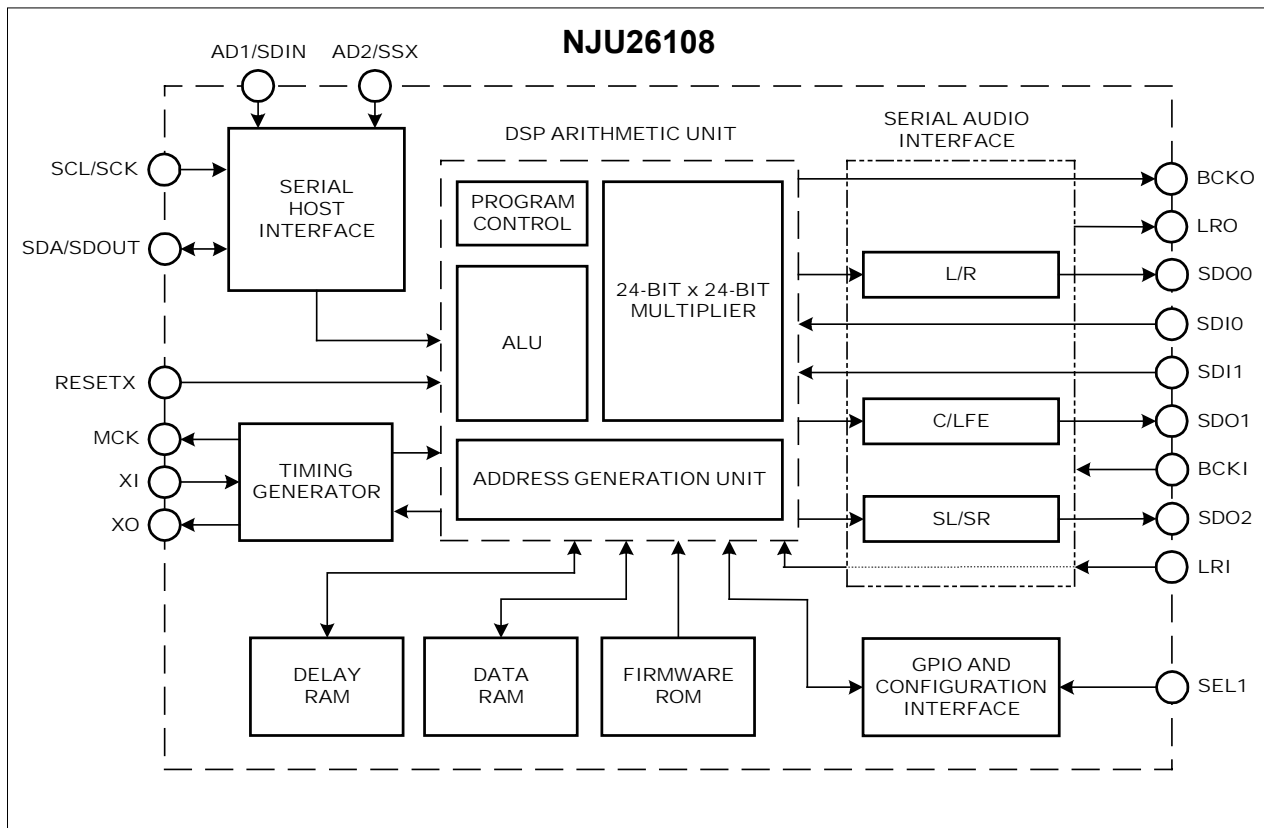 NJU26108
AD1/SDIN
AD2/SSX
SCL/SCK
SDA/SDOUT
SERIAL
HOST
INTERFACE
RESETX
MCK
XI
XO
TIMING
GENERATOR
DSP ARITHMETIC UNIT
PROGRAM
CONTROL
24-BIT x 24-BIT
MULTIPLIER
ALU
ADDRESS GENERATION UNIT
SERIAL AUDIO
INTERFACE
L/R
C/LFE
SL/SR
BCKO
LRO
SDO0
SDI0
SDI1
SDO1
BCKI
SDO2
LRI
DELAY
RAM
DATA
RAM
FIRMWARE
ROM
GPIO AND
CONFIGURATION
INTERFACE
SEL1